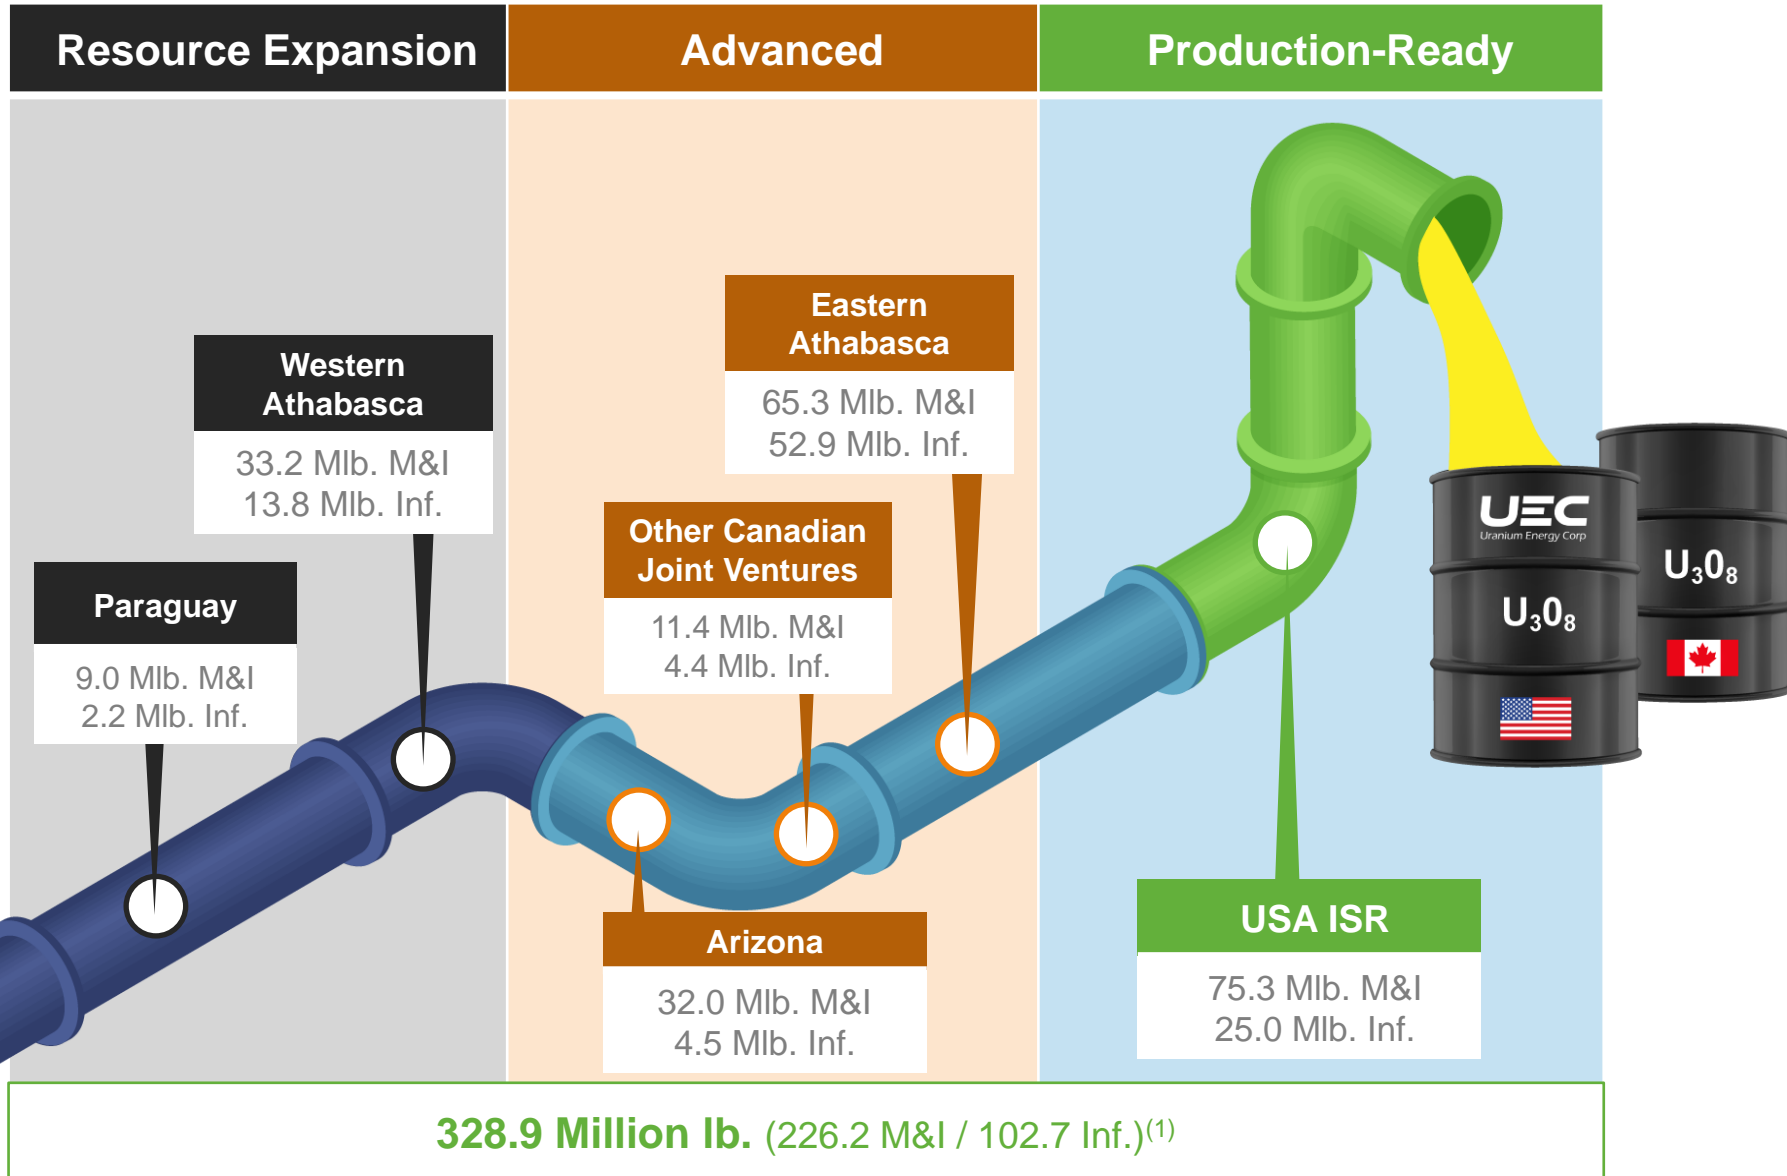 Resource Expansion
Advanced
Production-Ready
Eastern
Athabasca
65.3 Mlb. M&I
52.9 Mlb. Inf.
Western
Athabasca
33.2 Mlb. M&I
13.8 Mlb. Inf.
Other Canadian
Joint Ventures
11.4 Mlb. M&I
4.4 Mlb. Inf.
Paraguay
9.0 Mlb. M&I
2.2 Mlb. Inf.
UEC
Uranium Energy Corp
U₃0₈
U₃0₈
Arizona
32.0 Mlb. M&I
4.5 Mlb. Inf.
USA ISR
75.3 Mlb. M&I
25.0 Mlb. Inf.
328.9 Million lb. (226.2 M&I / 102.7 Inf.)⁽¹⁾